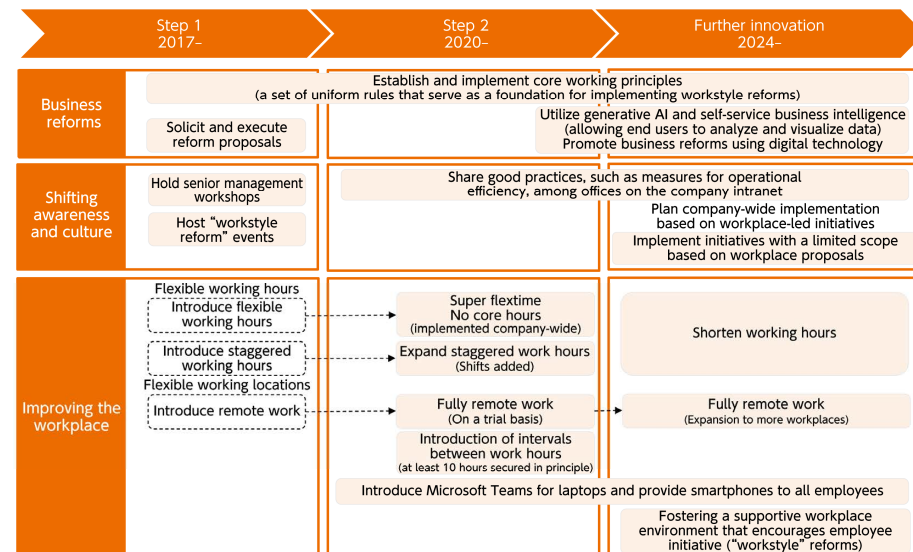 Step 1
2017–
Step 2
2020–
Further innovation
2024–
Business
reforms
Establish and implement core working principles
(a set of uniform rules that serve as a foundation for implementing workstyle reforms)
Solicit and execute
reform proposals
Utilize generative AI and self-service business intelligence
(allowing end users to analyze and visualize data)
Promote business reforms using digital technology
Shifting
awareness
and culture
Hold senior management
workshops
Host “workstyle
reform” events
Share good practices, such as measures for operational
efficiency, among offices on the company intranet
Plan company-wide implementation
based on workplace-led initiatives
Implement initiatives with a limited scope
based on workplace proposals
Improving the
workplace
Flexible working hours
Introduce flexible
working hours
Super flextime
No core hours
(implemented company-wide)
Shorten working hours
Introduce staggered
working hours
Expand staggered work hours
(Shifts added)
Flexible working locations
Introduce remote work
Fully remote work
(On a trial basis)
Fully remote work
(Expansion to more workplaces)
Introduction of intervals
between work hours
(at least 10 hours secured in principle)
Introduce Microsoft Teams for laptops and provide smartphones to all employees
Fostering a supportive workplace
environment that encourages employee
initiative (“workstyle” reforms)